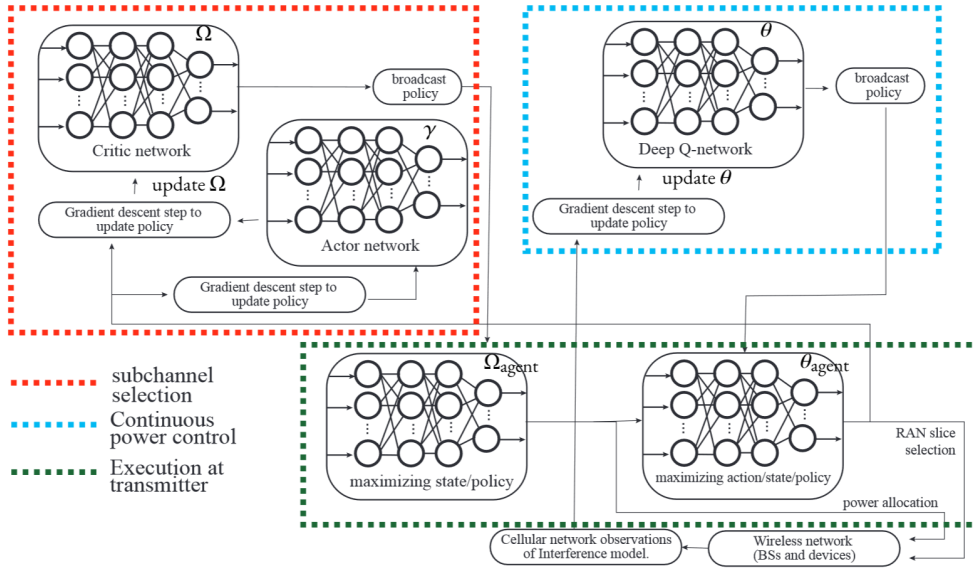 Ω
Critic network
broadcast
policy
γ
Actor network
update Ω
Gradient descent step to
update policy
Gradient descent step to
update policy
θ
Deep Q-network
broadcast
policy
update θ
Gradient descent step to
update policy
subchannel
selection
Continuous
power control
Execution at
transmitter
Ωagent
maximizing state/policy
θagent
maximizing action/state/policy
RAN slice
selection
power allocation
Cellular network observations
of Interference model.
Wireless network
(BSs and devices)